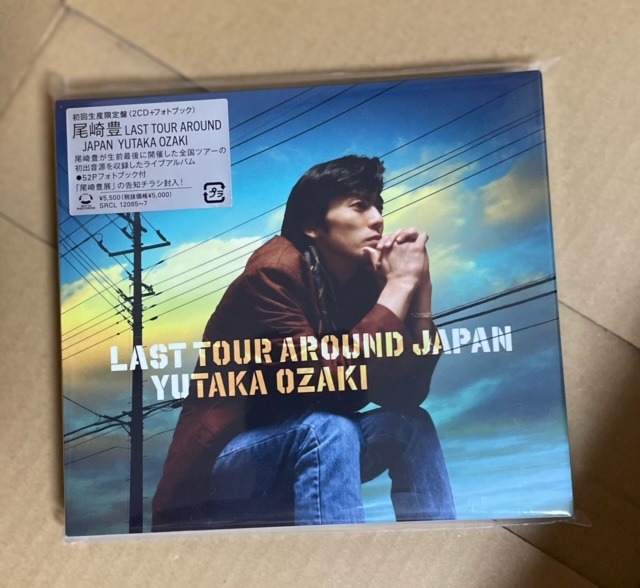 初回生産限定盤(2CD+フォトブック)
尾崎豊 LAST TOUR AROUND
JAPAN YUTAKA OZAKI
尾崎豊が生前最後に開催した全国ツアーの
初出音源を収録したライブアルバム
●52Pフォトブック付
「尾崎豊展」の告知チラシ封入!
¥5,500(税抜価格¥5,000)
SRCL 12085~7
プラ
LAST TOUR AROUND JAPAN
YUTAKA OZAKI